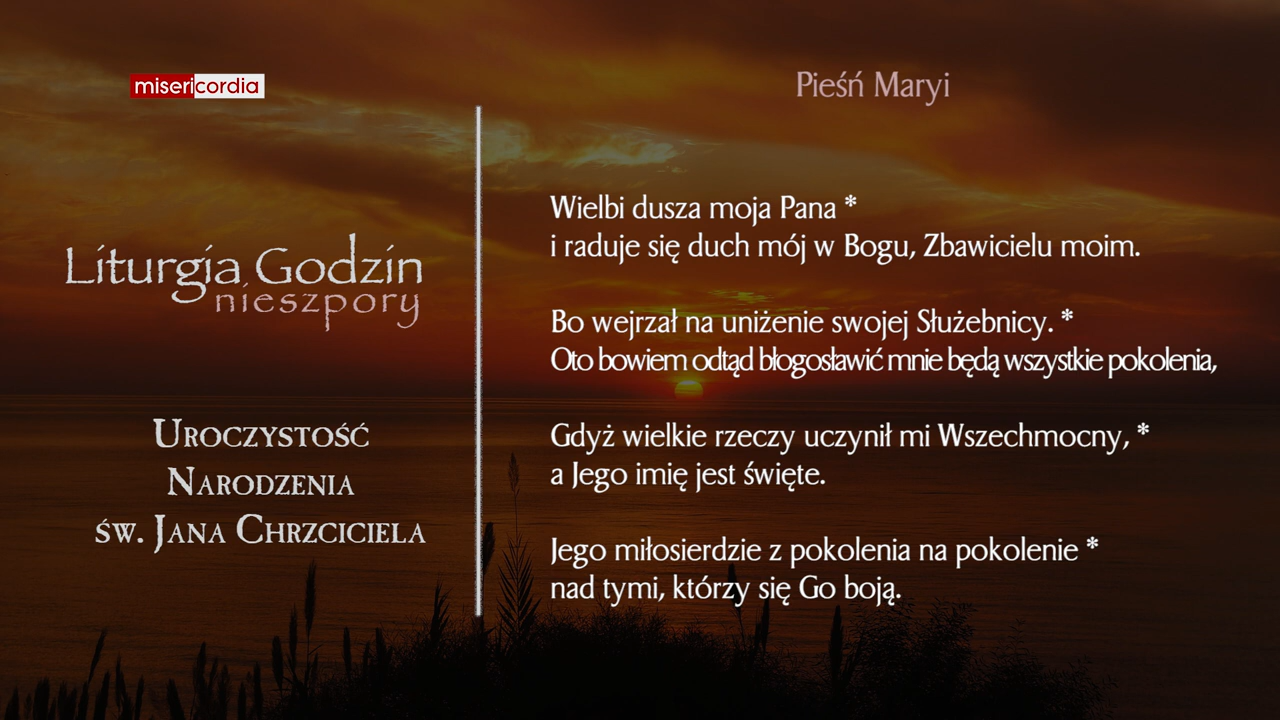 misericordia
Liturgia Godzin
nieszpory
Uroczystość
Narodzenia
św. Jana Chrzciciela
Pieśń Maryi
Wielbi dusza moja Pana *
i raduje się duch mój w Bogu, Zbawicielu moim.
Bo wejrzał na uniżenie swojej Służebnicy. *
Oto bowiem odtąd błogosławić mnie będą wszystkie pokolenia,
Gdyż wielkie rzeczy uczynił mi Wszechmocny, *
a Jego imię jest święte.
Jego miłosierdzie z pokolenia na pokolenie *
nad tymi, którzy się Go boją.